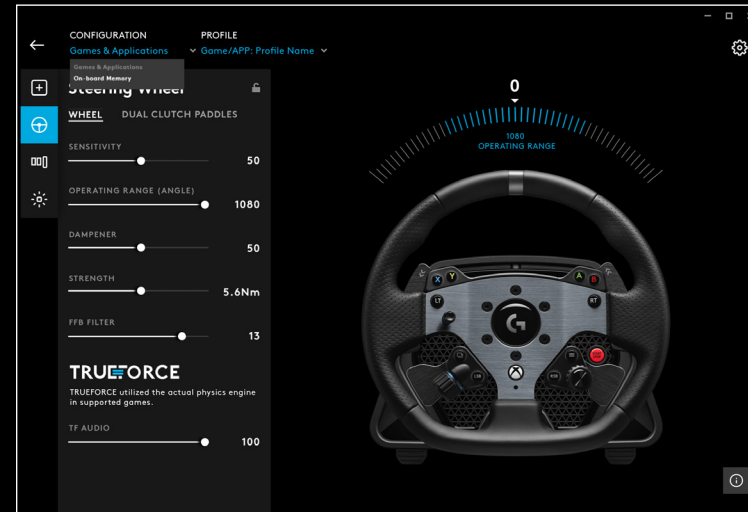 CONFIGURATION
PROFILE
Games & Applications
Game/APP: Profile Name
Games & Applications
On-board Memory
Steering Wheel
WHEEL
DUAL CLUTCH PADDLES
SENSITIVITY
50
OPERATING RANGE (ANGLE)
1080
DAMPENER
50
STRENGTH
5.6Nm
FFB FILTER
13
TRUEFORCE
TRUEFORCE utilized the actual physics engine
in supported games.
TF AUDIO
100
0
1080
OPERATING RANGE
X
Y
A
B
LT
RT
G
LSB
RSB